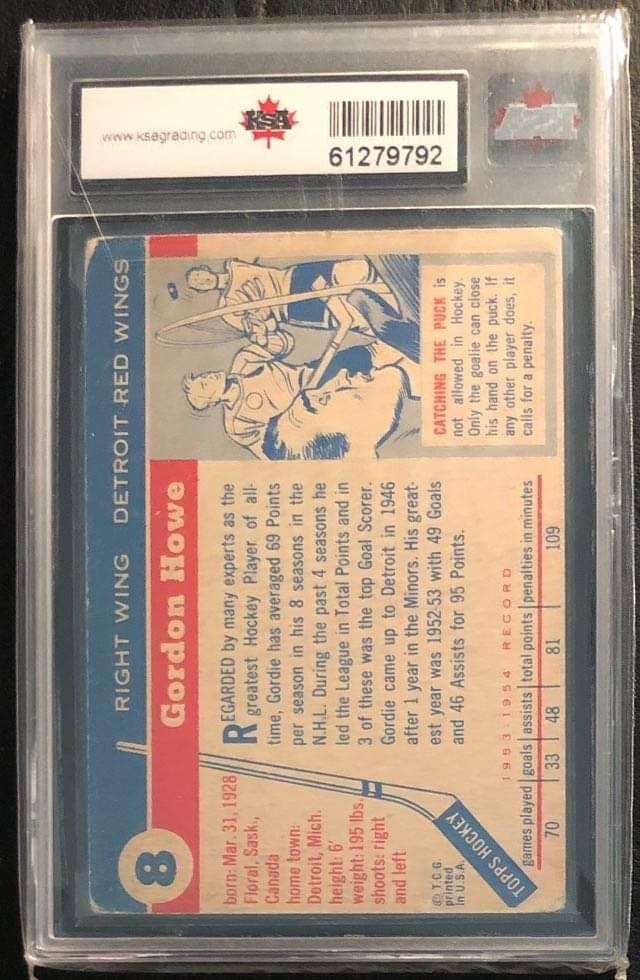 www.ksagrading.com
KSA
61279792
RIGHT WING DETROIT RED WINGS
8
Gordon Howe
born: Mar. 31, 1928
Floral, Sask.,
Canada
home town:
Detroit, Mich.
height: 6'
weight: 195 lbs.
shoots: right
and left
© T.C.G.
printed
in U.S.A.
TOPPS HOCKEY
REGARDED by many experts as the
greatest Hockey Player of all-
time, Gordie has averaged 69 Points
per season in his 8 seasons in the
N.H.L. During the past 4 seasons he
led the League in Total Points and in
3 of these was the top Goal Scorer.
Gordie came up to Detroit in 1946
after 1 year in the Minors. His great-
est year was 1952-53 with 49 Goals
and 46 Assists for 95 Points.
CATCHING THE PUCK is
not allowed in Hockey.
Only the goalie can close
his hand on the puck. If
any other player does, it
calls for a penalty.
1953-1954 RECORD
games played goals assists total points penalties in minutes
70 33 48 81 109